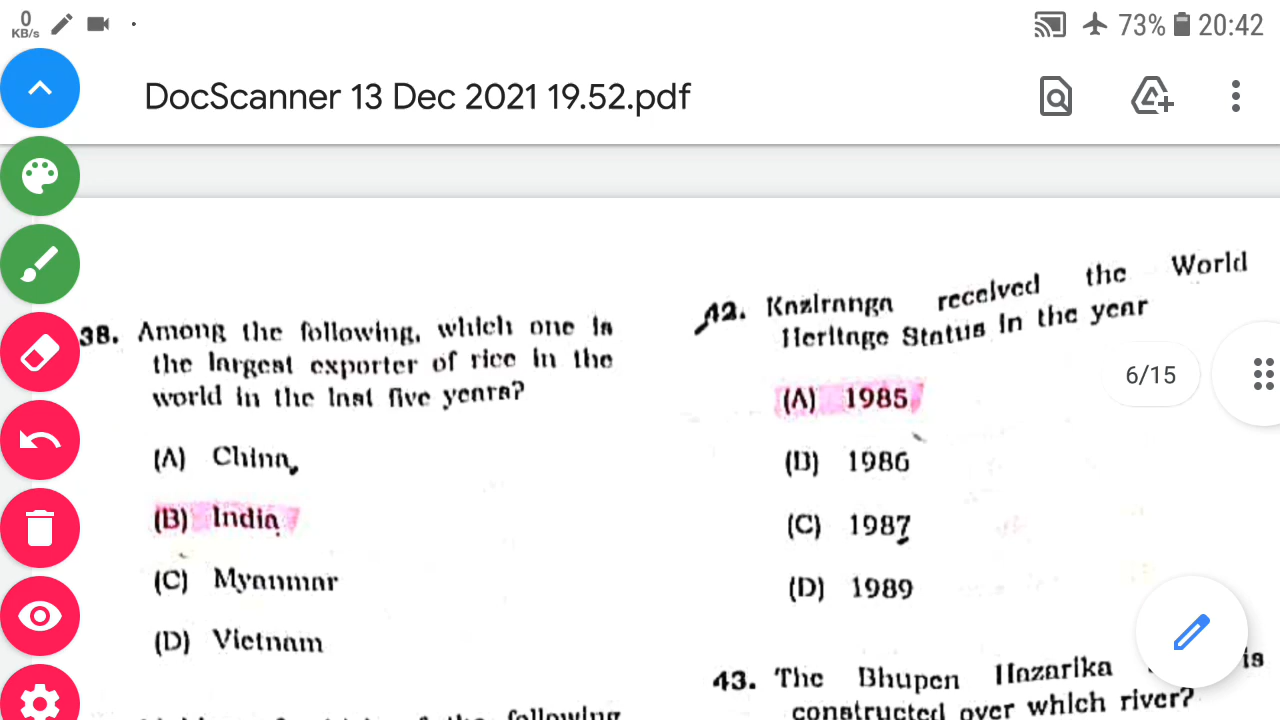 0
KB/s
73%
20:42
DocScanner 13 Dec 2021 19.52.pdf
38. Among the following, which one is
the largest exporter of rice in the
world in the last five years?
(A) China
(B) India
(C) Myanmar
(D) Vietnam
following
42. Kaziranga received the World
Heritage Status in the year
(A) 1985
(B) 1986
(C) 1987
(D) 1989
6/15
43. The Bhupen Hazarika is
constructed over which river?